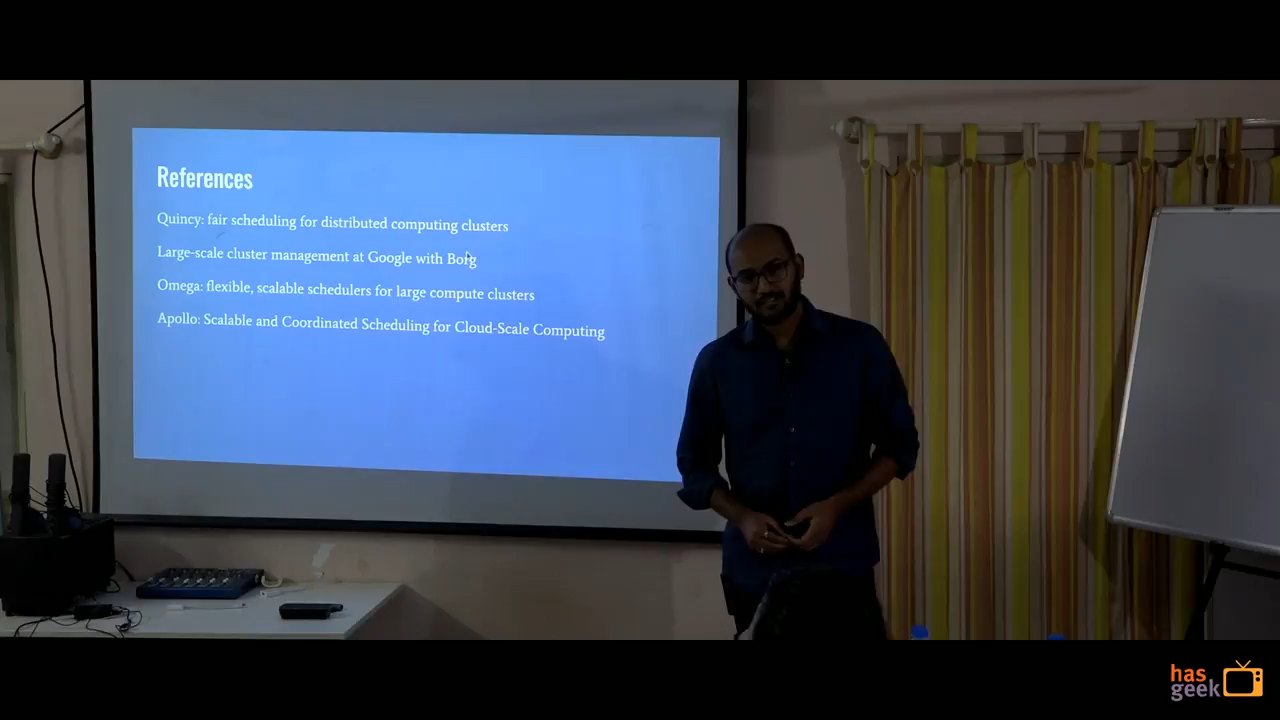 References
Quincy: fair scheduling for distributed computing clusters
Large-scale cluster management at Google with Borg
Omega: flexible, scalable schedulers for large compute clusters
Apollo: Scalable and Coordinated Scheduling for Cloud-Scale Computing
has
geek